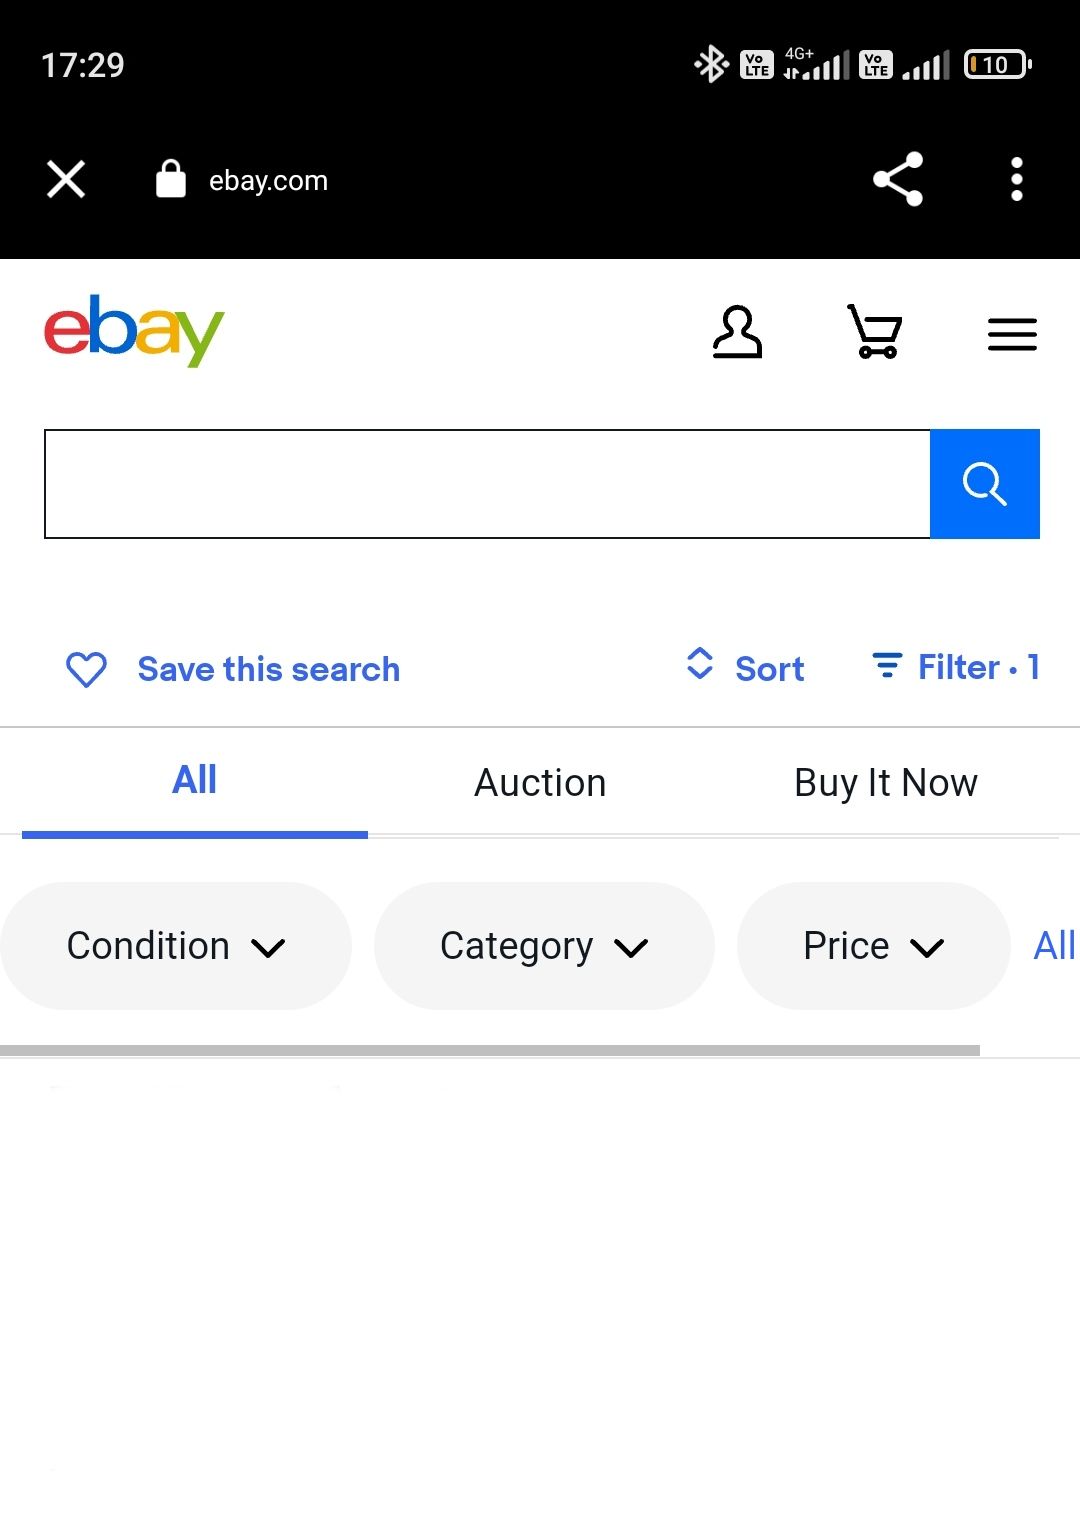 17:29 Vo LTE 4G+ Vo LTE 10
ebay.com
ebay
Save this search Sort Filter • 1
All Auction Buy It Now
Condition Category Price All